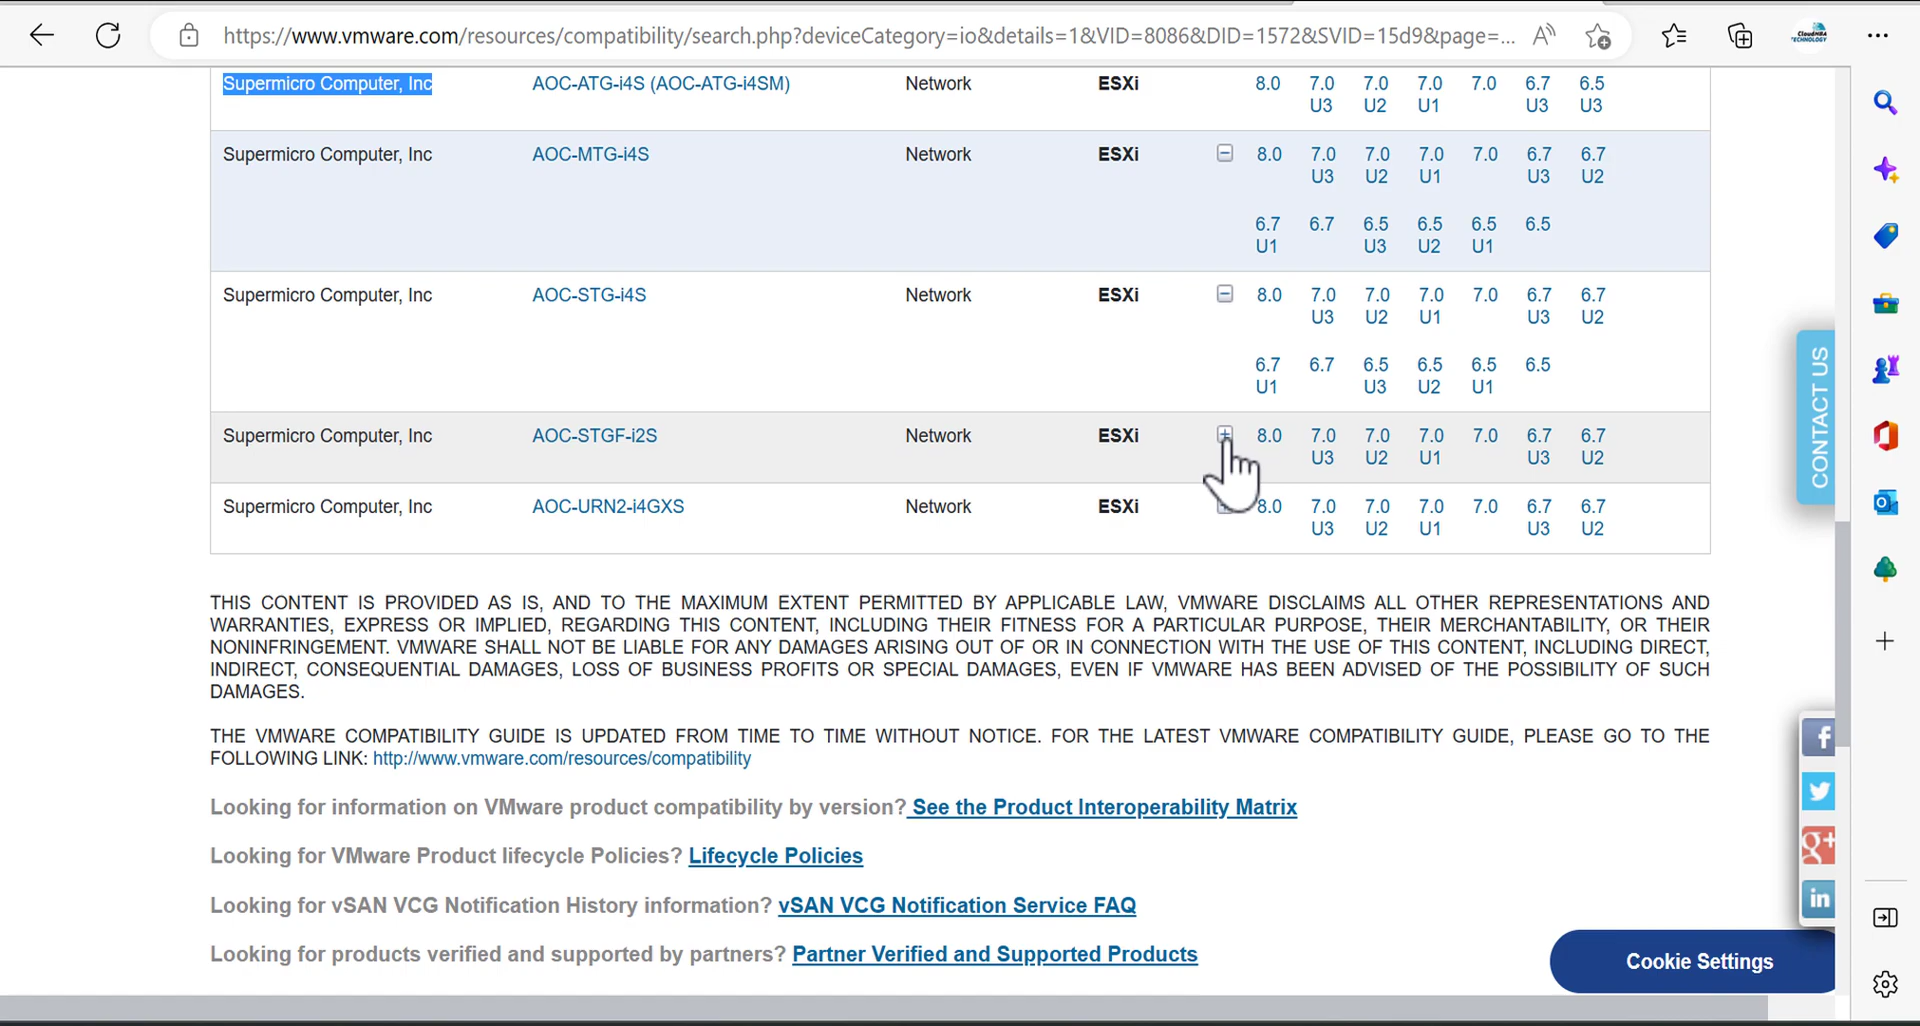 https://www.vmware.com/resources/compatibility/search.php?deviceCategory=io&details=1&VID=8086&DID=1572&SVID=15d9&page=...
Supermicro Computer, Inc AOC-ATG-i4S (AOC-ATG-i4SM) Network ESXi 8.0 7.0 7.0 7.0 7.0 6.7 6.5
U3 U2 U1 U3 U3
Supermicro Computer, Inc AOC-MTG-i4S Network ESXi 8.0 7.0 7.0 7.0 7.0 6.7 6.7
U3 U2 U1 U3 U2
6.7 6.7 6.5 6.5 6.5 6.5
U1 U3 U2 U1
Supermicro Computer, Inc AOC-STG-i4S Network ESXi 8.0 7.0 7.0 7.0 7.0 6.7 6.7
U3 U2 U1 U3 U2
6.7 6.7 6.5 6.5 6.5 6.5
U1 U3 U2 U1
CONTACT US
Supermicro Computer, Inc AOC-STGF-i2S Network ESXi 8.0 7.0 7.0 7.0 7.0 6.7 6.7
U3 U2 U1 U3 U2
Supermicro Computer, Inc AOC-URN2-i4GXS Network ESXi 8.0 7.0 7.0 7.0 7.0 6.7 6.7
U3 U2 U1 U3 U2
THIS CONTENT IS PROVIDED AS IS, AND TO THE MAXIMUM EXTENT PERMITTED BY APPLICABLE LAW, VMWARE DISCLAIMS ALL OTHER REPRESENTATIONS AND
WARRANTIES, EXPRESS OR IMPLIED, REGARDING THIS CONTENT, INCLUDING THEIR FITNESS FOR A PARTICULAR PURPOSE, THEIR MERCHANTABILITY, OR THEIR
NONINFRINGEMENT. VMWARE SHALL NOT BE LIABLE FOR ANY DAMAGES ARISING OUT OF OR IN CONNECTION WITH THE USE OF THIS CONTENT, INCLUDING DIRECT,
INDIRECT, CONSEQUENTIAL DAMAGES, LOSS OF BUSINESS PROFITS OR SPECIAL DAMAGES, EVEN IF VMWARE HAS BEEN ADVISED OF THE POSSIBILITY OF SUCH
DAMAGES.
THE VMWARE COMPATIBILITY GUIDE IS UPDATED FROM TIME TO TIME WITHOUT NOTICE. FOR THE LATEST VMWARE COMPATIBILITY GUIDE, PLEASE GO TO THE
FOLLOWING LINK: http://www.vmware.com/resources/compatibility
Looking for information on VMware product compatibility by version? See the Product Interoperability Matrix
Looking for VMware Product lifecycle Policies? Lifecycle Policies
Looking for vSAN VCG Notification History information? vSAN VCG Notification Service FAQ
Looking for products verified and supported by partners? Partner Verified and Supported Products
Cookie Settings